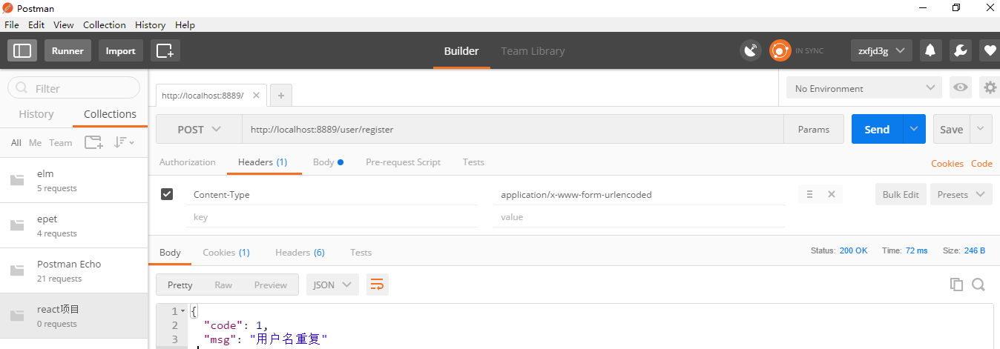 Postman
File Edit View Collection History Help
Runner Import Builder Team Library IN SYNC zxfjd3g
Filter
History Collections
All Me Team
elm
5 requests
epet
4 requests
Postman Echo
21 requests
react项目
0 requests
http://localhost:8889/ No Environment
POST http://localhost:8889/user/register Params Send Save
Authorization Headers (1) Body Pre-request Script Tests Cookies Code
Content-Type application/x-www-form-urlencoded Bulk Edit Presets
key value
Body Cookies (1) Headers (6) Tests Status: 200 OK Time: 72 ms Size: 246 B
Pretty Raw Preview JSON
1 {
2 "code": 1,
3 "msg": "用户名重复"